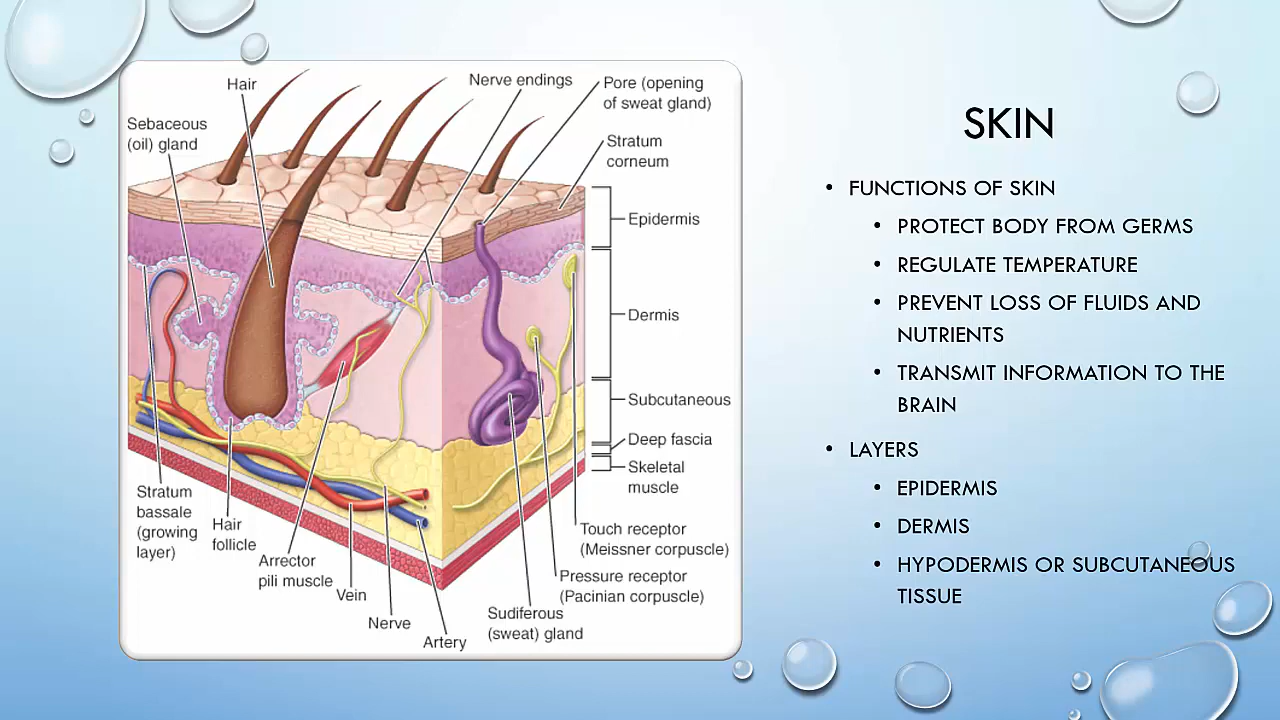 Hair
Nerve endings
Pore (opening
of sweat gland)
Sebaceous
(oil) gland
Stratum
corneum
Epidermis
Dermis
Subcutaneous
Deep fascia
Skeletal
muscle
Stratum
bassale
(growing
layer)
Hair
follicle
Arrector
pili muscle
Vein
Nerve
Artery
Touch receptor
(Meissner corpuscle)
Pressure receptor
(Pacinian corpuscle)
Sudiferous
(sweat) gland
SKIN
• FUNCTIONS OF SKIN
• PROTECT BODY FROM GERMS
• REGULATE TEMPERATURE
• PREVENT LOSS OF FLUIDS AND
NUTRIENTS
• TRANSMIT INFORMATION TO THE
BRAIN
• LAYERS
• EPIDERMIS
• DERMIS
• HYPODERMIS OR SUBCUTANEOUS
TISSUE